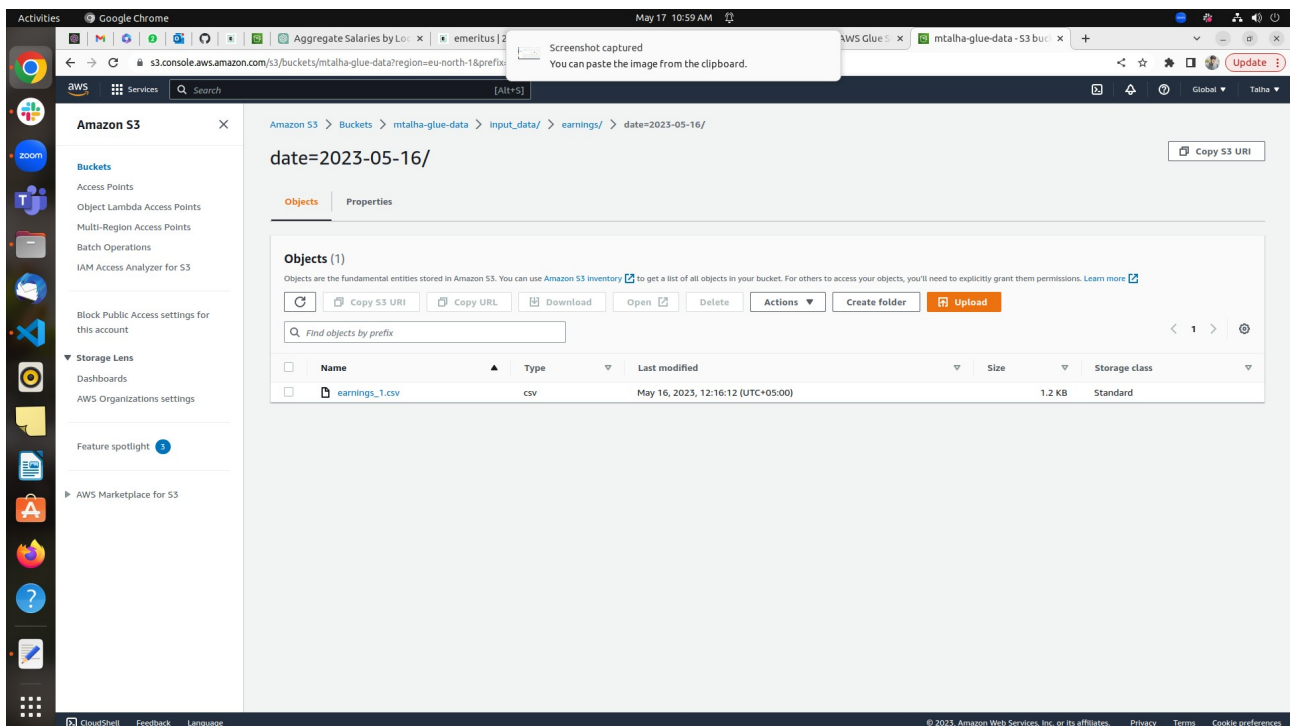 Activities Google Chrome May 17 10:59 AM
Aggregate Salaries by Loc emeritus | 2 AWS Glue S mtalha-glue-data - S3 buc
Screenshot captured
You can paste the image from the clipboard.
s3.console.aws.amazon.com/s3/buckets/mtalha-glue-data?region=eu-north-1&prefix= Update
aws Services Search [Alt+S] Global Talha
Amazon S3
Buckets
Access Points
Object Lambda Access Points
Multi-Region Access Points
Batch Operations
IAM Access Analyzer for S3
Block Public Access settings for
this account
Storage Lens
Dashboards
AWS Organizations settings
Feature spotlight 3
AWS Marketplace for S3
Amazon S3 > Buckets > mtalha-glue-data > input_data/ > earnings/ > date=2023-05-16/
date=2023-05-16/ Copy S3 URI
Objects Properties
Objects (1)
Objects are the fundamental entities stored in Amazon S3. You can use Amazon S3 inventory to get a list of all objects in your bucket. For others to access your objects, you'll need to explicitly grant them permissions. Learn more
Copy S3 URI Copy URL Download Open Delete Actions Create folder Upload
Find objects by prefix < 1 >
Name Type Last modified Size Storage class
earnings_1.csv csv May 16, 2023, 12:16:12 (UTC+05:00) 1.2 KB Standard
zoom
CloudShell Feedback Language © 2023, Amazon Web Services, Inc. or its affiliates. Privacy Terms Cookie preferences